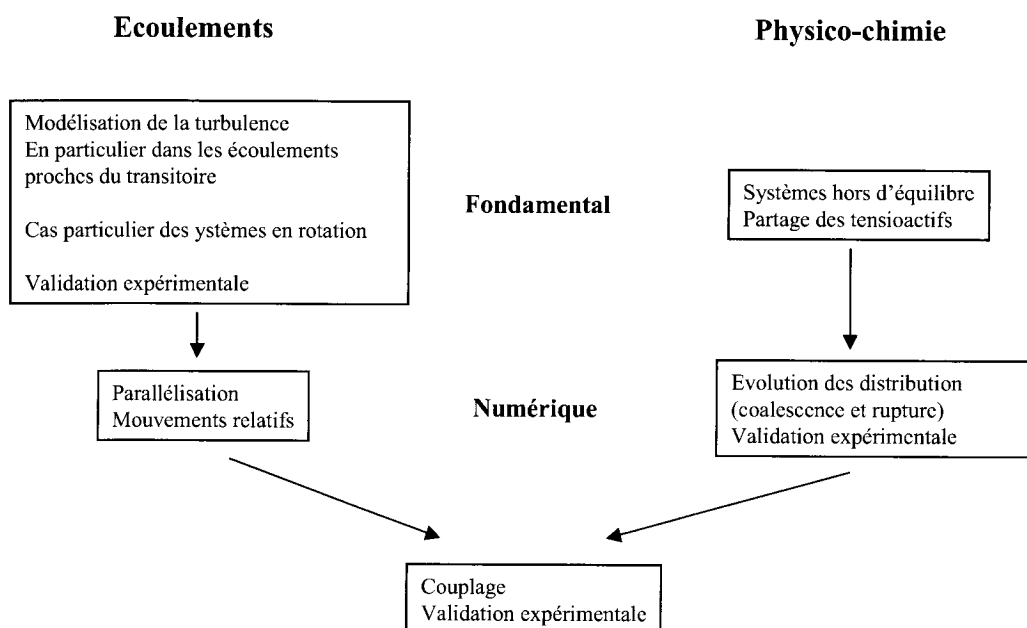 Ecoulements
Physico-chimie
Modélisation de la turbulence
En particulier dans les écoulements
proches du transitoire
Cas particulier des ystèmes en rotation
Validation expérimentale
Fondamental
Systèmes hors d'équilibre
Partage des tensioactifs
Parallélisation
Mouvements relatifs
Numérique
Evolution des distribution
(coalescence et rupture)
Validation expérimentale
Couplage
Validation expérimentale